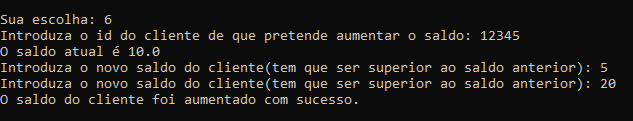 Sua escolha: 6
Introduza o id do cliente de que pretende aumentar o saldo: 12345
O saldo atual é 10.0
Introduza o novo saldo do cliente(tem que ser superior ao saldo anterior): 5
Introduza o novo saldo do cliente(tem que ser superior ao saldo anterior): 20
O saldo do cliente foi aumentado com sucesso.